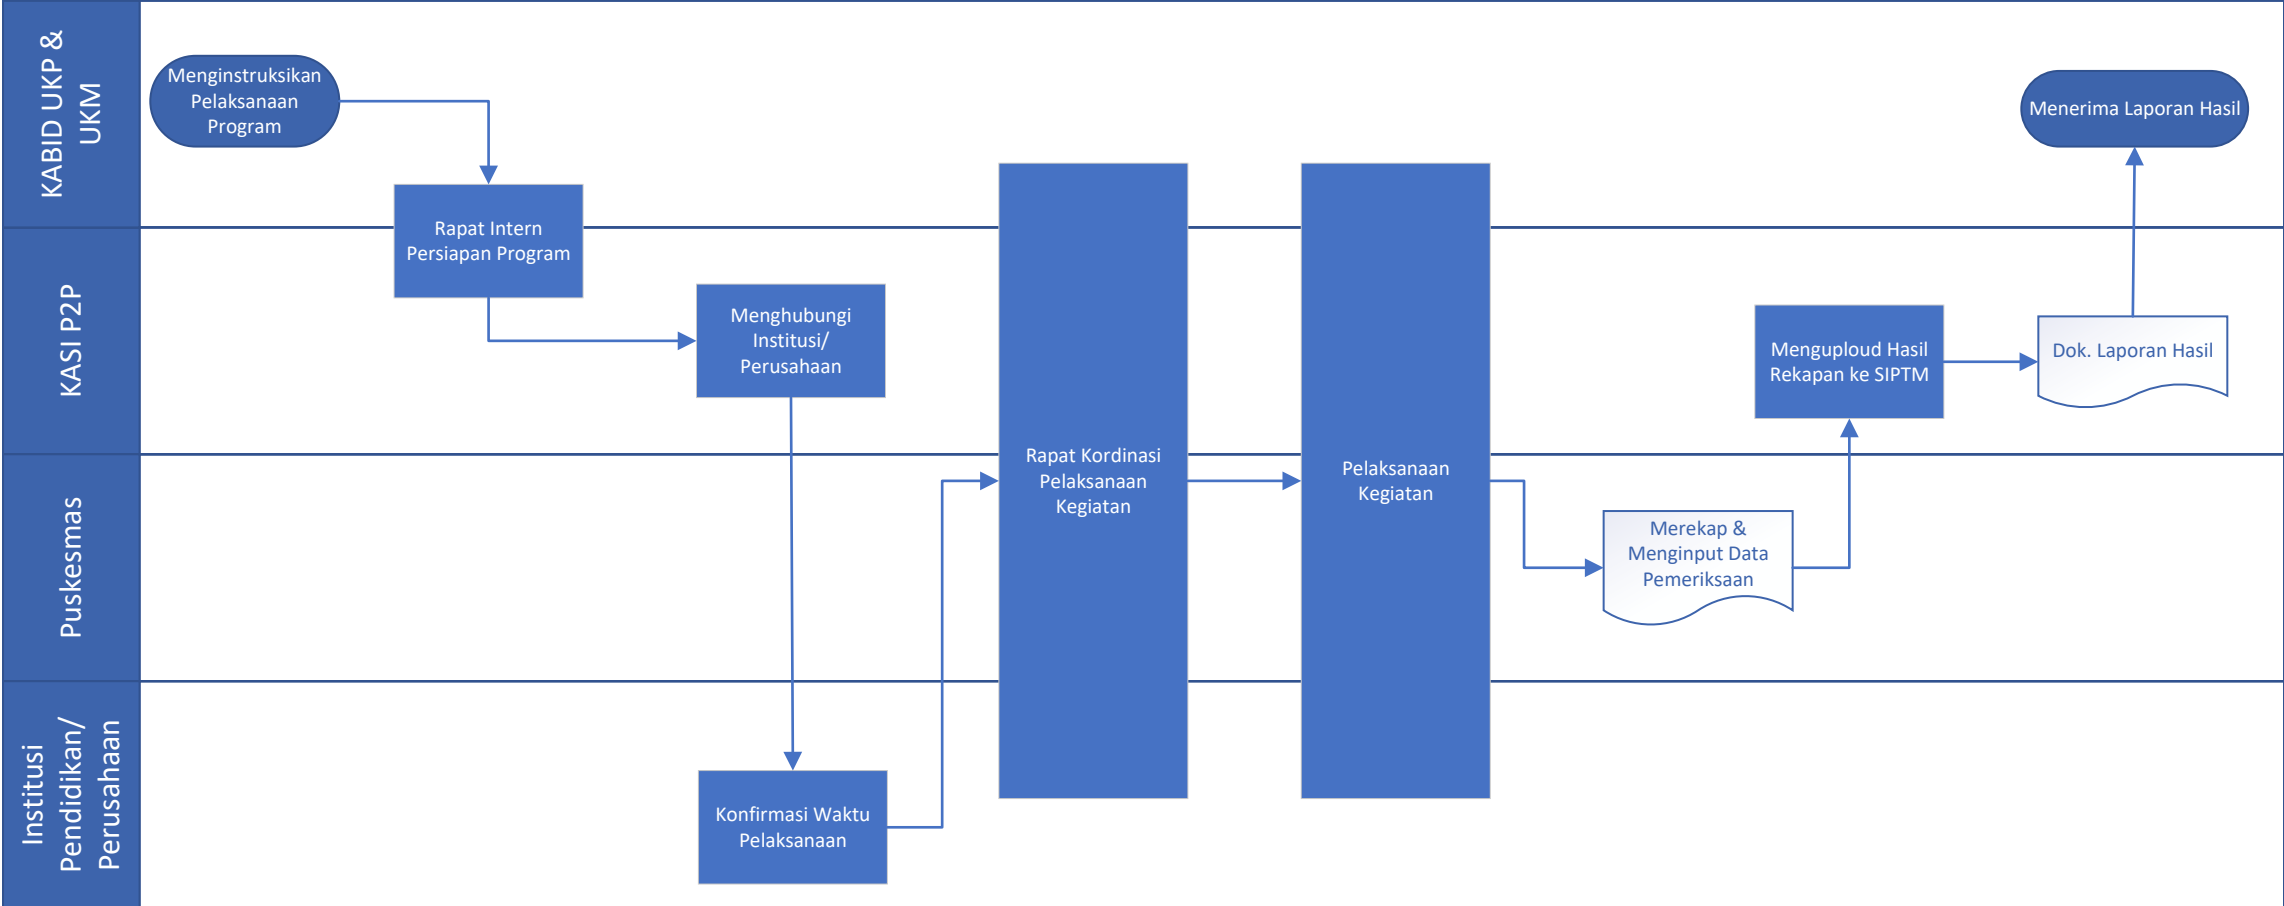 KABID UKP &
UKM
Menginstruksikan
Pelaksanaan
Program
Menerima Laporan Hasil
Rapat Intern
Persiapan Program
KASI P2P
Menghubungi
Institusi/
Perusahaan
Menguploud Hasil
Rekapan ke SIPTM
Dok. Laporan Hasil
Rapat Kordinasi
Pelaksanaan
Kegiatan
Pelaksanaan
Kegiatan
Puskesmas
Merekap &
Menginput Data
Pemeriksaan
Institusi
Pendidikan/
Perusahaan
Konfirmasi Waktu
Pelaksanaan